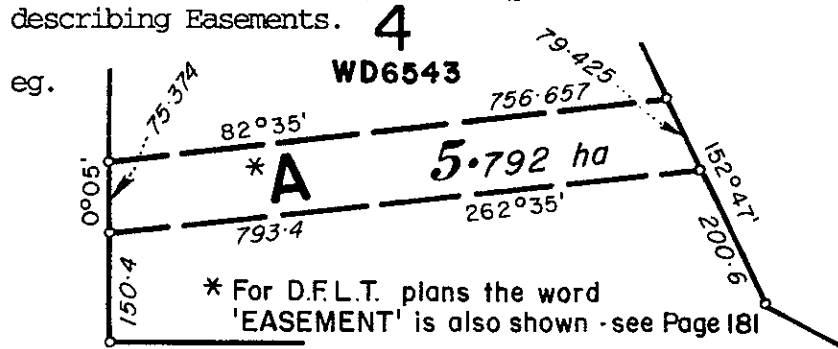 describing Easements.
4
WD6543
eg.
75·374
79·425
82°35'
756·657
* A
5·792 ha
0°05'
152°47'
793·4
262°35'
200·6
150·4
* For D.F.L.T. plans the word
'EASEMENT' is also shown - see Page 181